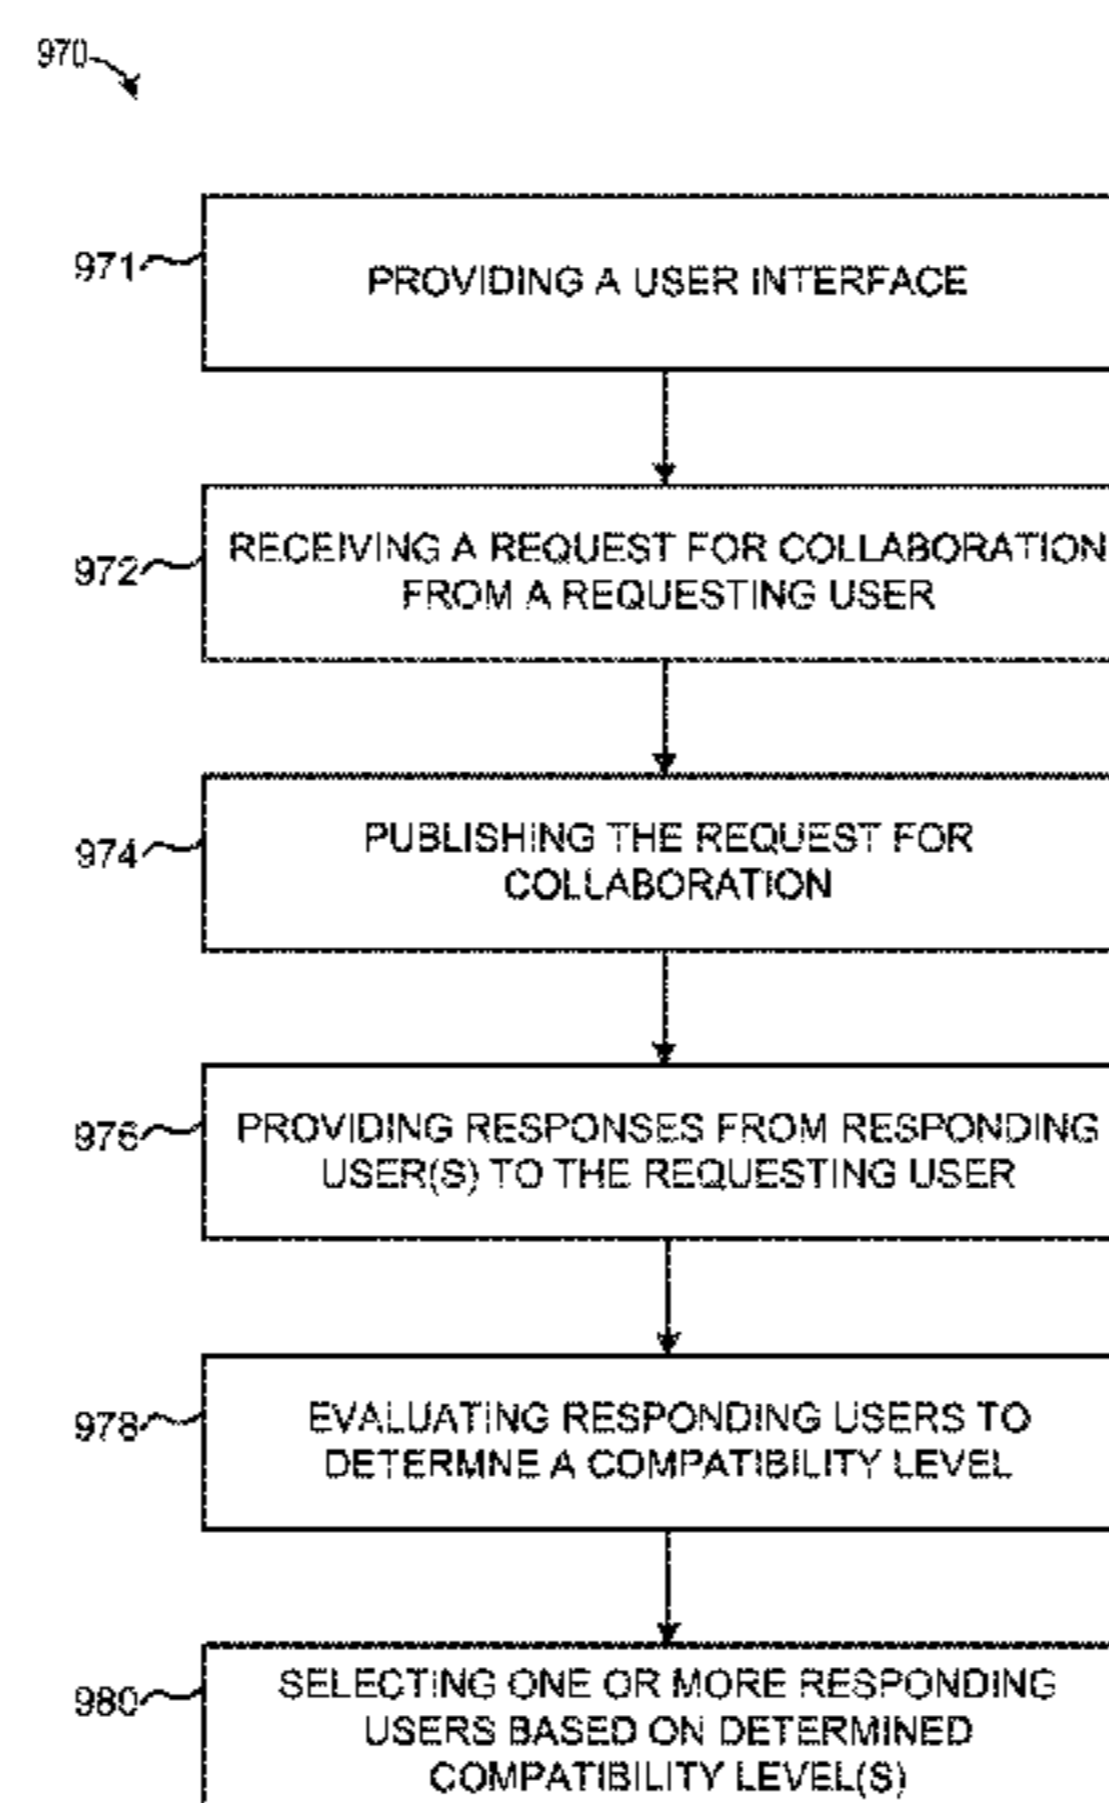 970
971
PROVIDING A USER INTERFACE
972
RECEIVING A REQUEST FOR COLLABORATION
FROM A REQUESTING USER
974
PUBLISHING THE REQUEST FOR
COLLABORATION
976
PROVIDING RESPONSES FROM RESPONDING
USER(S) TO THE REQUESTING USER
978
EVALUATING RESPONDING USERS TO
DETERMNE A COMPATIBILITY LEVEL
980
SELECTING ONE OR MORE RESPONDING
USERS BASED ON DETERMINED
COMPATIBILITY LEVEL(S)